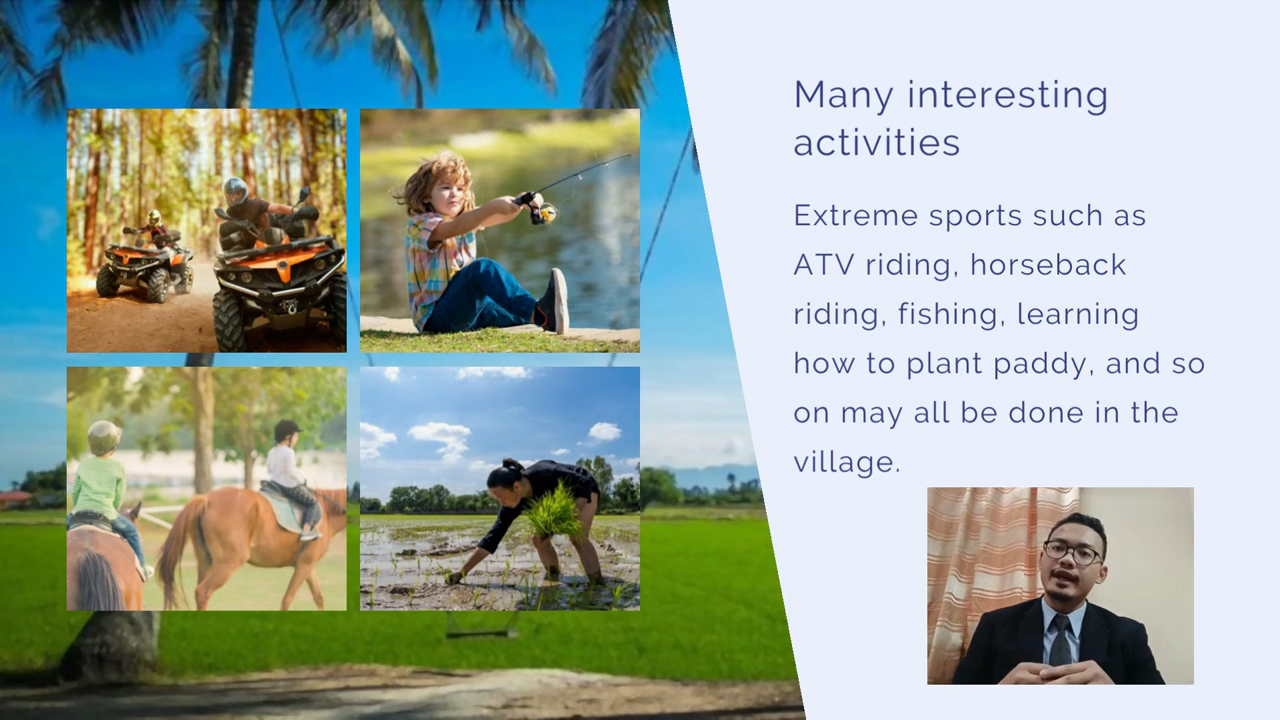 Many interesting
activities
Extreme sports such as
ATV riding, horseback
riding, fishing, learning
how to plant paddy, and so
on may all be done in the
village.